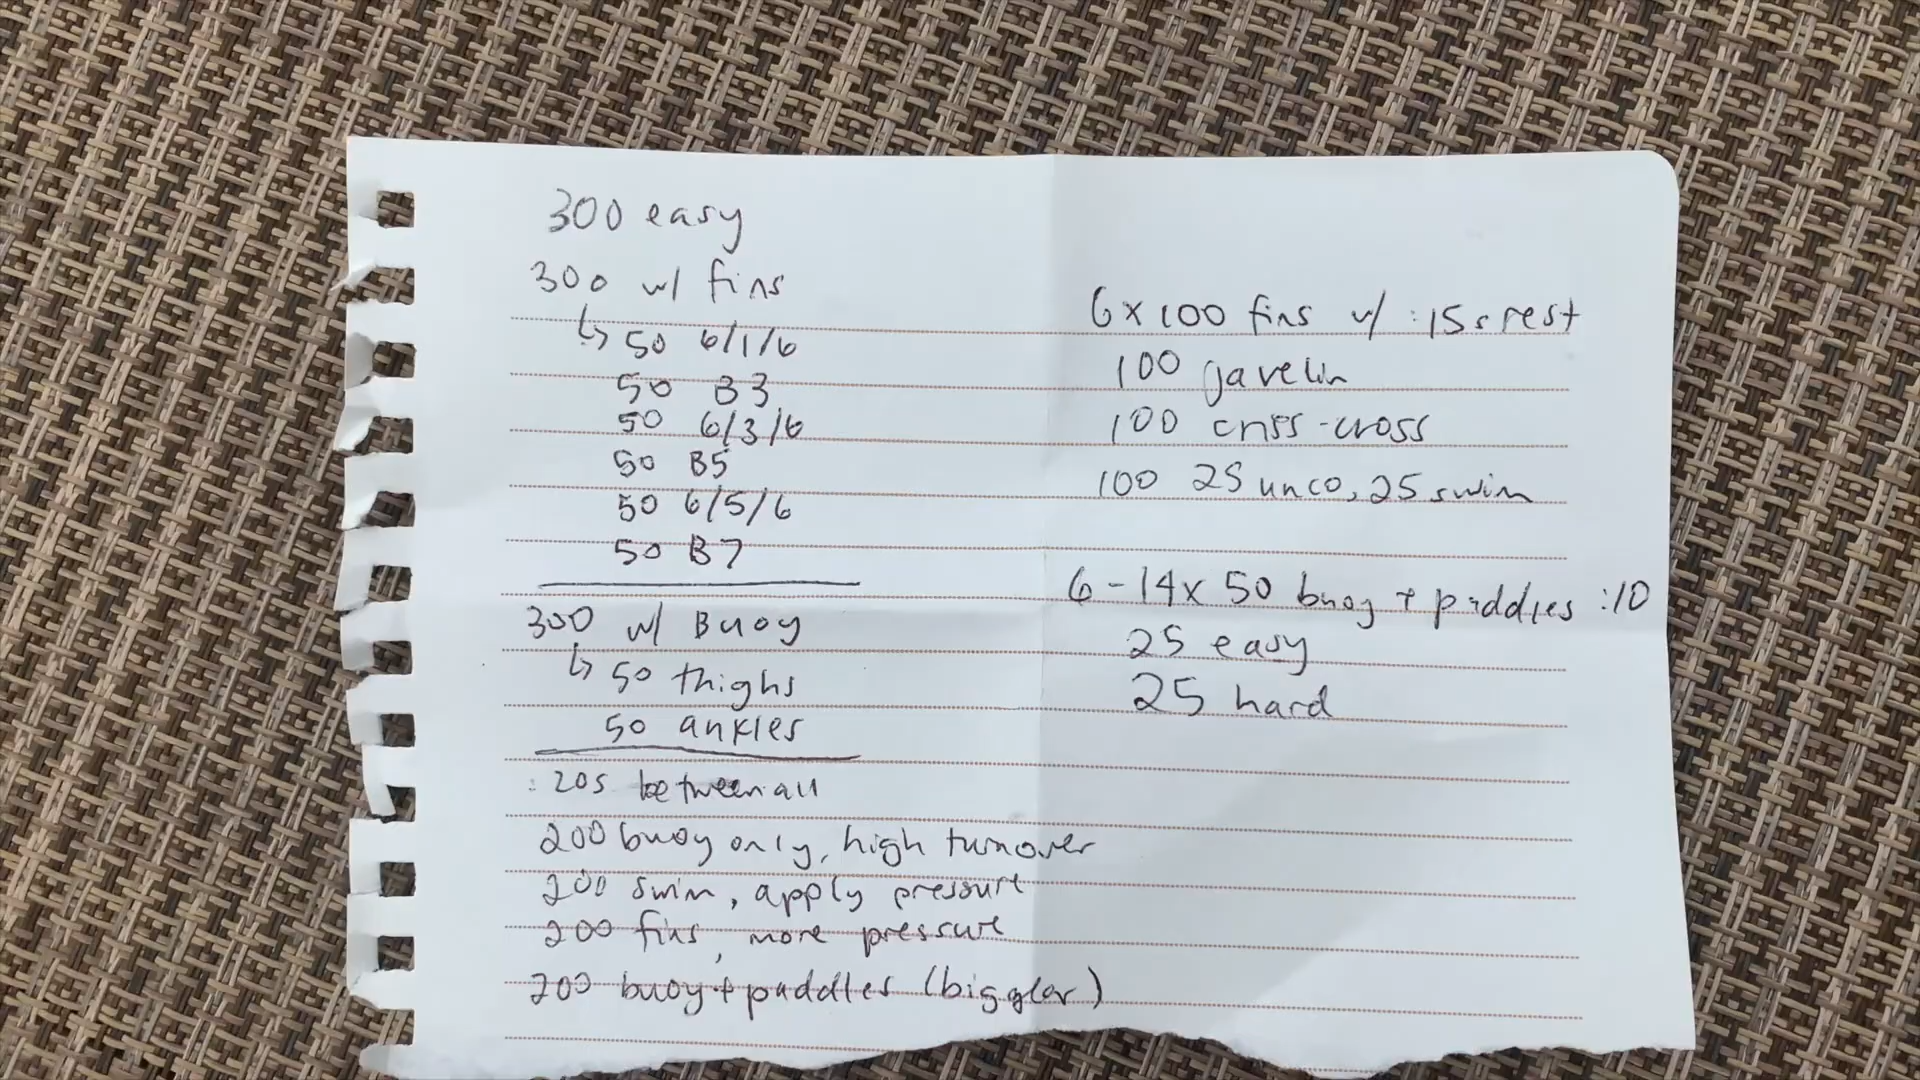 300 easy
300 w/ fins
↳ 50 6/1/6
50 B3
50 6/3/6
50 B5
50 6/5/6
50 B7
300 w/ Buoy
↳ 50 thighs
50 ankles
:20s between all
200 buoy only, high turnover
200 swim, apply pressure
200 fins, more pressure
200 buoy + paddles (big gear)
6x100 fins w/ :15s rest
100 javelin
100 criss-cross
100 25 unco, 25 swim
6-14x 50 buoy + paddles :10
25 easy
25 hard